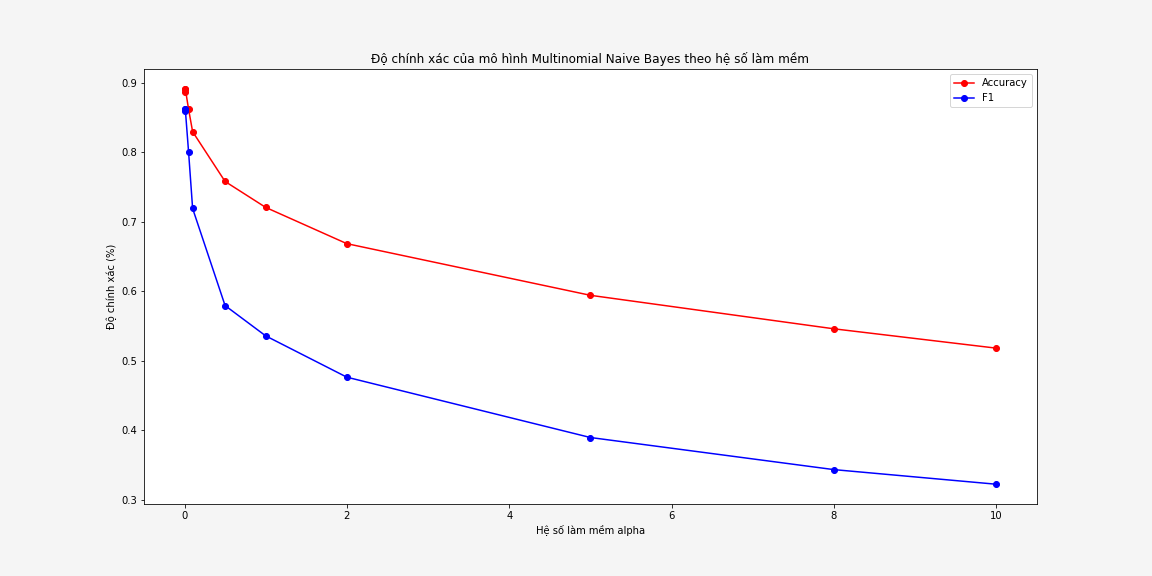 Độ chính xác của mô hình Multinomial Naive Bayes theo hệ số làm mềm
Accuracy
F1
Độ chính xác (%)
0.9
0.8
0.7
0.6
0.5
0.4
0.3
0 2 4 6 8 10
Hệ số làm mềm alpha